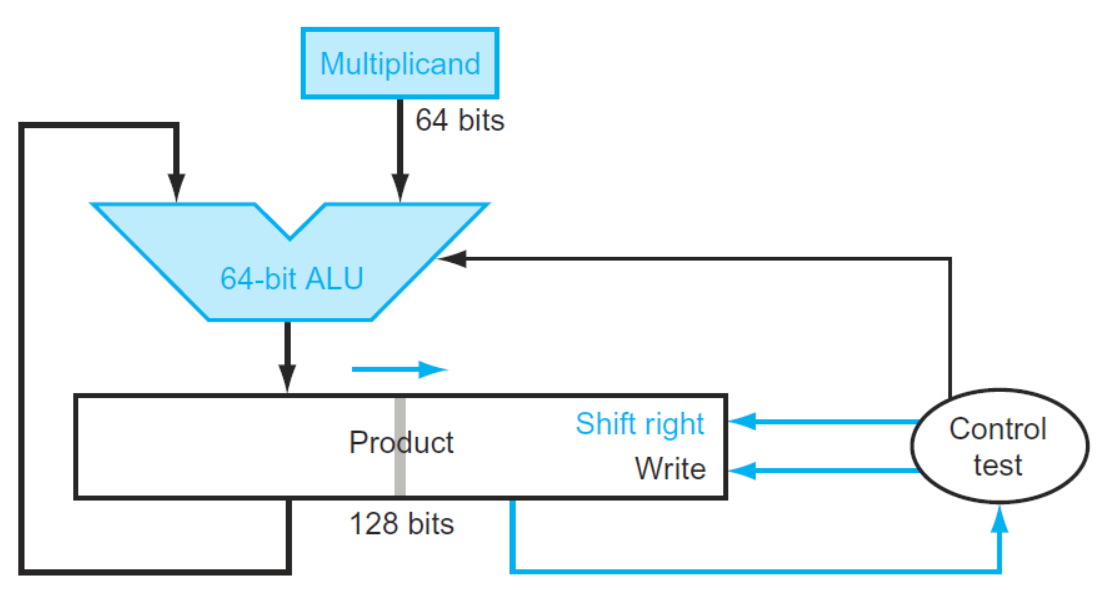 Multiplicand
64 bits
64-bit ALU
Product
Shift right
Write
128 bits
Control
test